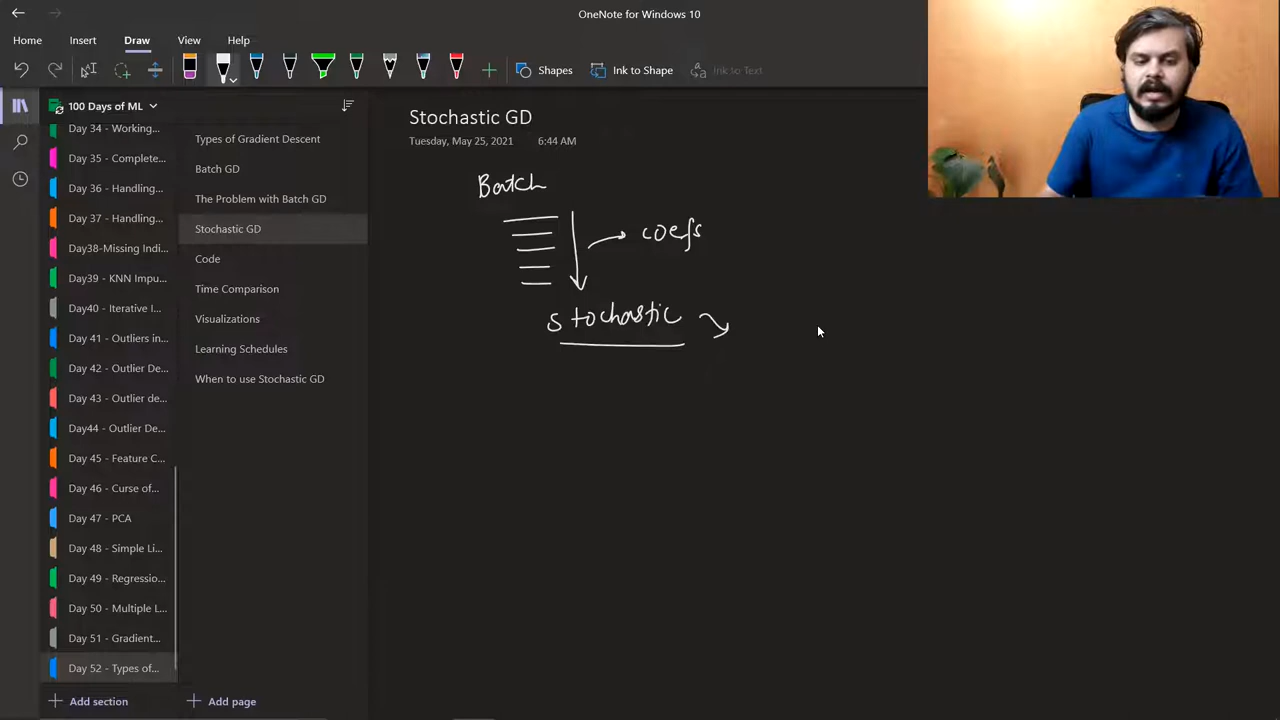 OneNote for Windows 10
Home Insert Draw View Help
Shapes Ink to Shape Ink to Text
100 Days of ML
Day 34 - Working...
Day 35 - Complete...
Day 36 - Handling...
Day 37 - Handling...
Day38-Missing Indi...
Day39 - KNN Impu...
Day40 - Iterative I...
Day 41 - Outliers in...
Day 42 - Outlier De...
Day 43 - Outlier de...
Day44 - Outlier De...
Day 45 - Feature C...
Day 46 - Curse of...
Day 47 - PCA
Day 48 - Simple Li...
Day 49 - Regressio...
Day 50 - Multiple L...
Day 51 - Gradient...
Day 52 - Types of...
Add section
Types of Gradient Descent
Batch GD
The Problem with Batch GD
Stochastic GD
Code
Time Comparison
Visualizations
Learning Schedules
When to use Stochastic GD
Add page
Stochastic GD
Tuesday, May 25, 2021 6:44 AM
Batch
coefs
stochastic